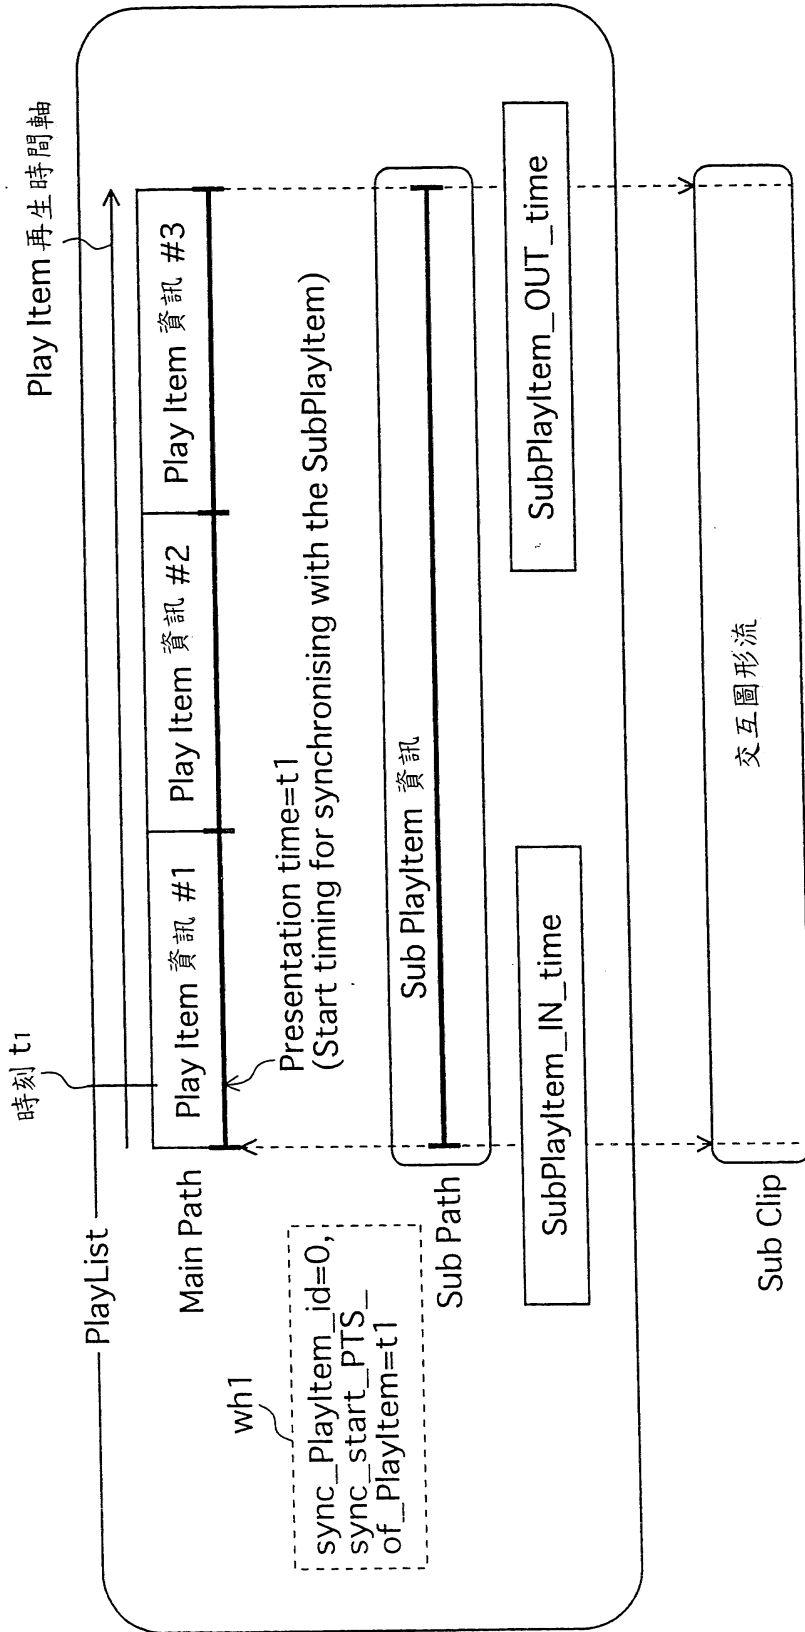 Play Item 再生時間軸
時刻 t1
PlayList
Play Item 資訊 #1
Play Item 資訊 #2
Play Item 資訊 #3
Main Path
Presentation time=t1
(Start timing for synchronising with the SubPlayItem)
wh1
sync_PlayItem_id=0,
sync_start_PTS_
of_PlayItem=t1
Sub PlayItem 資訊
Sub Path
SubPlayItem_IN_time
SubPlayItem_OUT_time
交互圖形流
Sub Clip